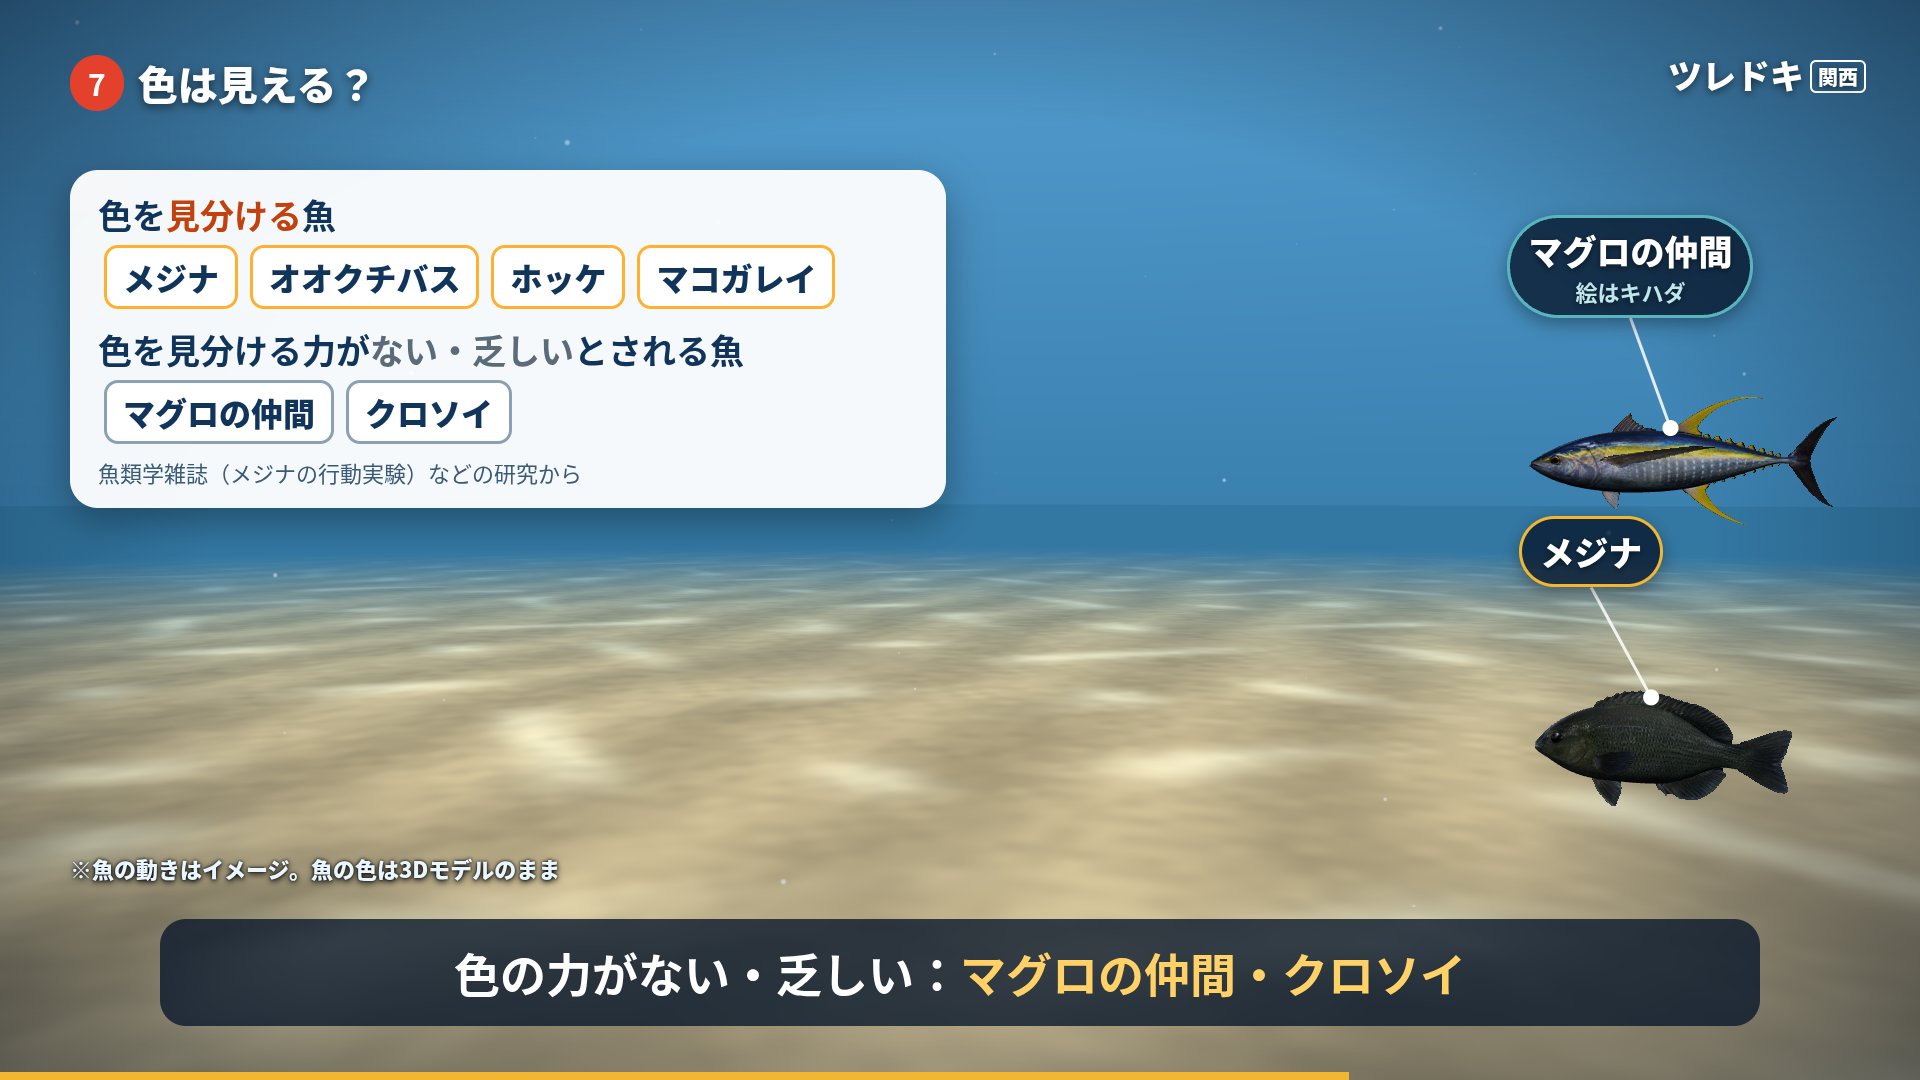 7 色は見える？
ツレドキ 関西
色を見分ける魚
メジナ オオクチバス ホッケ マコガレイ
色を見分ける力がない・乏しいとされる魚
マグロの仲間 クロソイ
魚類学雑誌（メジナの行動実験）などの研究から
マグロの仲間
絵はキハダ
メジナ
※魚の動きはイメージ。魚の色は3Dモデルのまま
色の力がない・乏しい：マグロの仲間・クロソイ